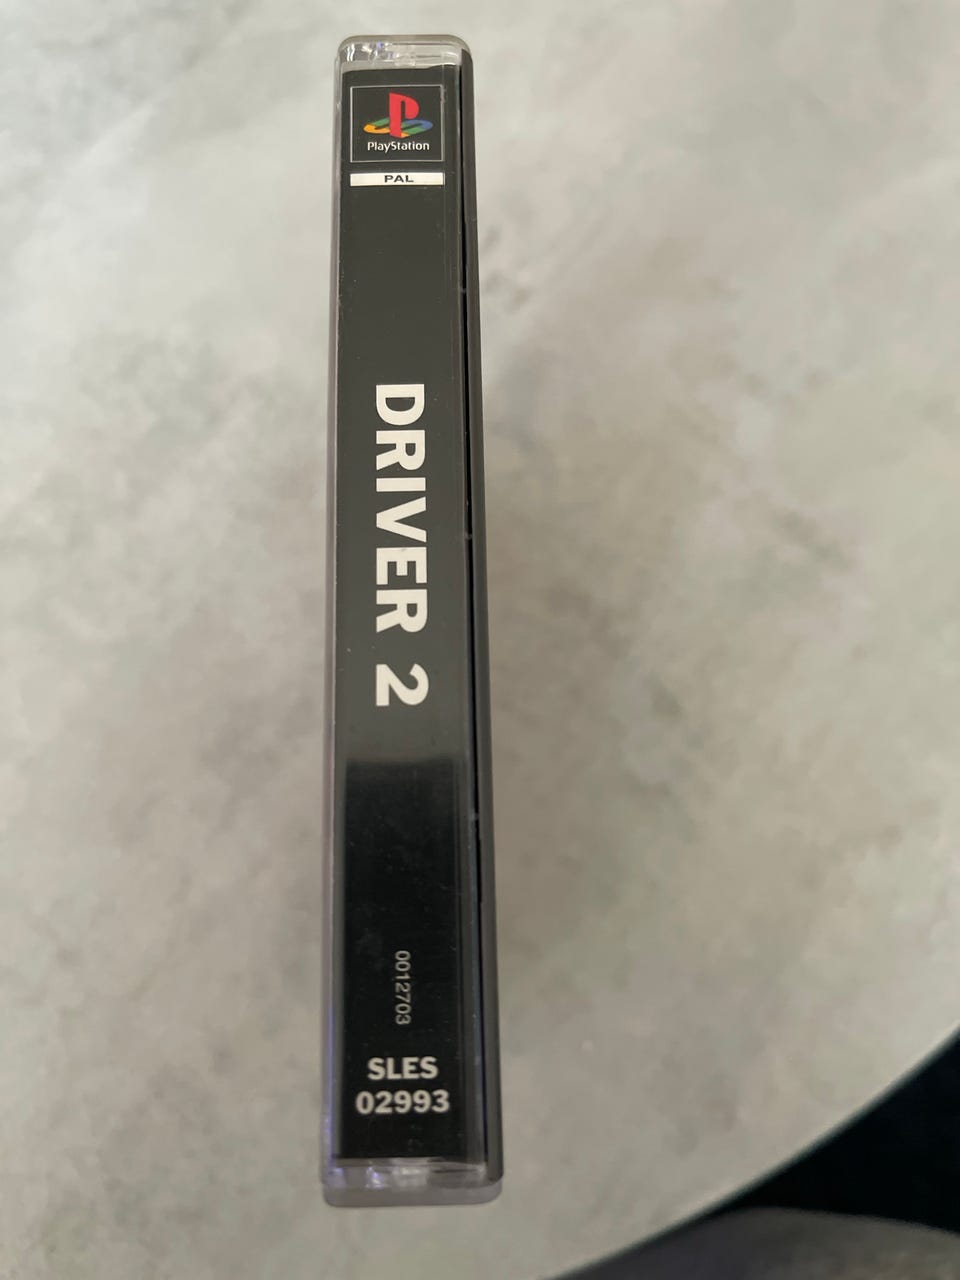 PlayStation
PAL
DRIVER 2
0012703
SLES
02993